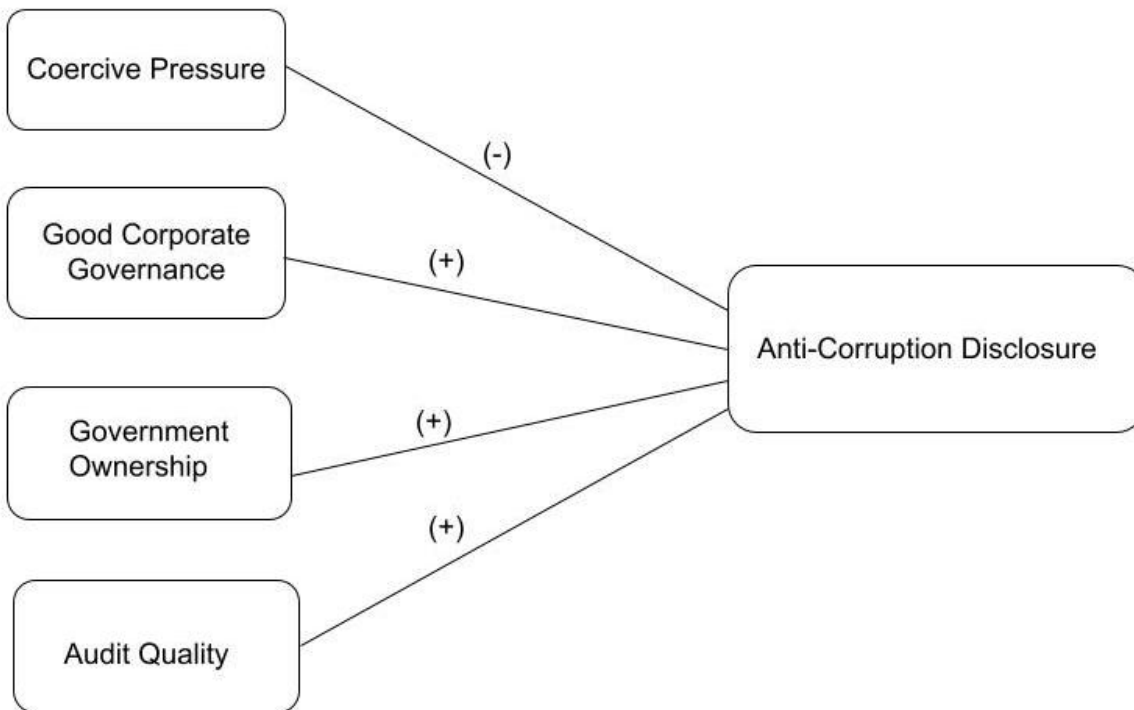 Coercive Pressure
(-)
Good Corporate
Governance
(+)
Anti-Corruption Disclosure
Government
Ownership
(+)
(+)
Audit Quality